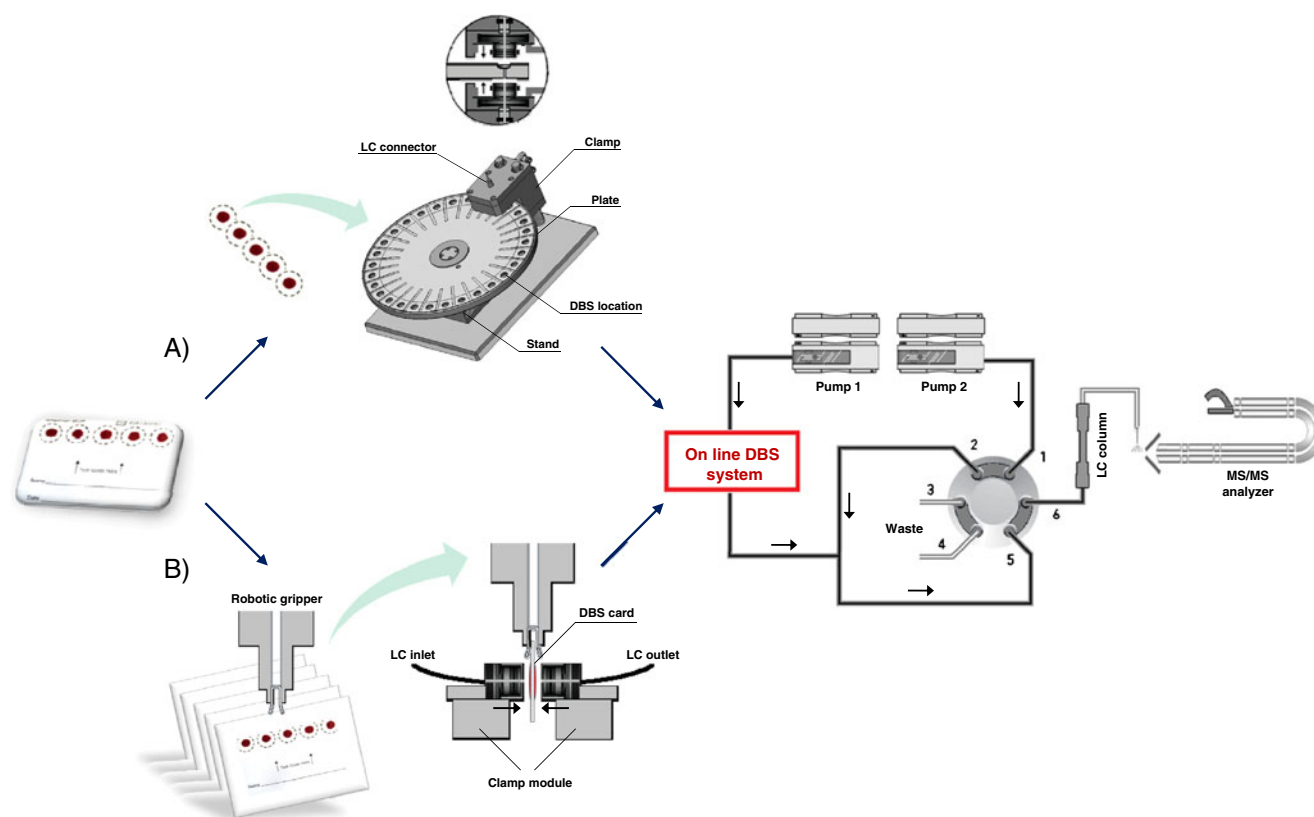 LC connector
Clamp
Plate
DBS location
Stand
A)
Pump 1
Pump 2
On line DBS
system
2
1
3
6
Waste
4
5
LC column
MS/MS
analyzer
B)
Robotic gripper
DBS card
LC inlet
LC outlet
Clamp module